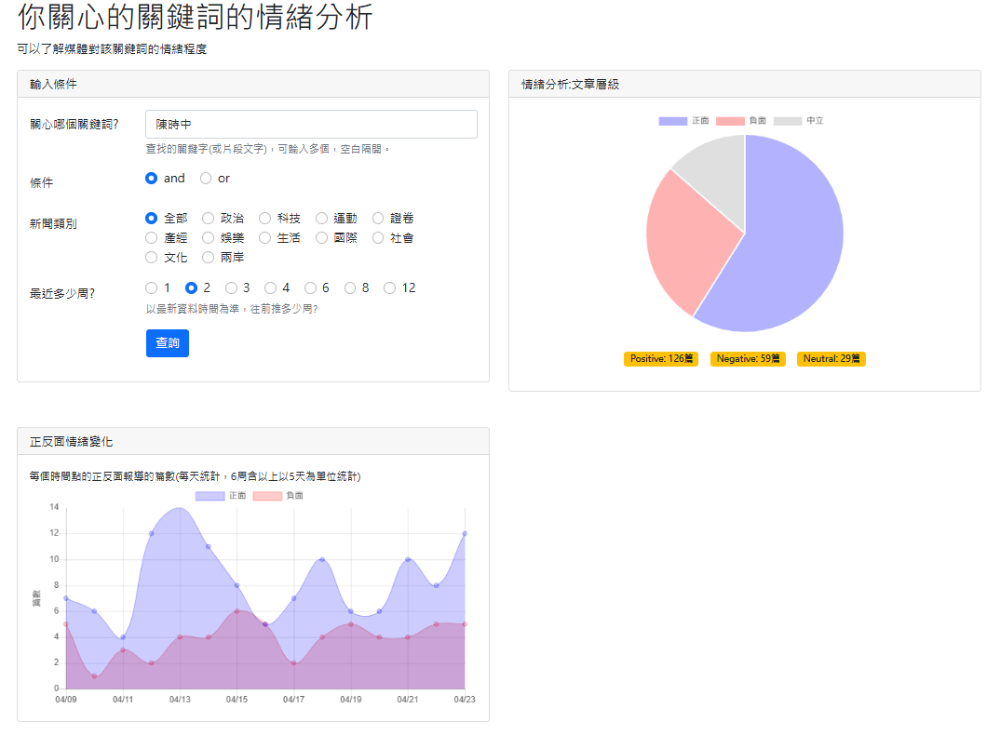 你關心的關鍵詞的情緒分析
可以了解媒體對該關鍵詞的情緒程度
輸入條件
關心哪個關鍵詞?
陳時中
查找的關鍵字(或片段文字)，可輸入多個，空白隔開。
條件
and or
新聞類別
全部 政治 科技 運動 證卷
產經 娛樂 生活 國際 社會
文化 兩岸
最近多少周?
1 2 3 4 6 8 12
以最新資料時間為準，往前推多少周?
查詢
情緒分析:文章層級
正面 負面 中立
Positive: 126篇 Negative: 59篇 Neutral: 29篇
正反面情緒變化
每個時間點的正反面報導的篇數(每天統計，6周含以上以5天為單位統計)
正面 負面
篇數
14
12
10
8
6
4
2
0
04/09 04/11 04/13 04/15 04/17 04/19 04/21 04/23